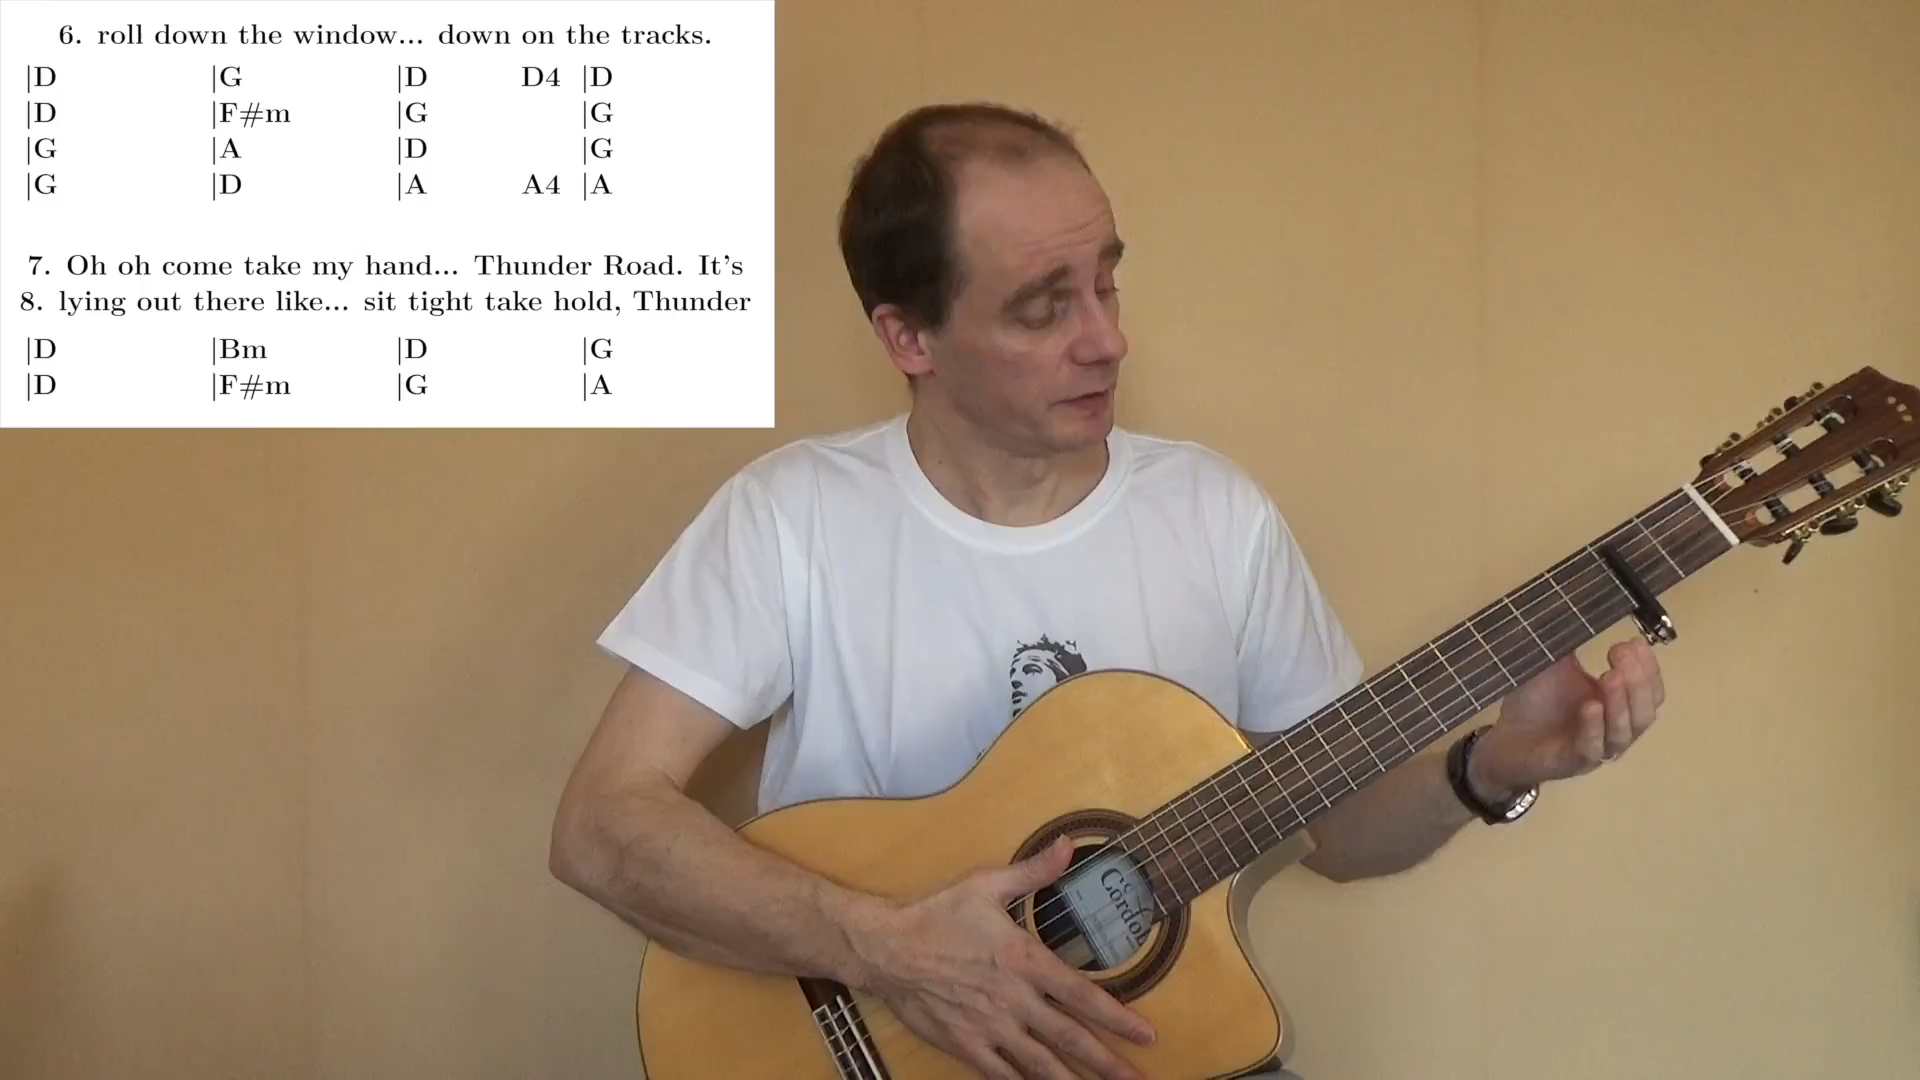 6. roll down the window... down on the tracks.
|D |G |D D4 |D
|D |F#m |G |G
|G |A |D |G
|G |D |A A4 |A
7. Oh oh come take my hand... Thunder Road. It's
8. lying out there like... sit tight take hold, Thunder
|D |Bm |D |G
|D |F#m |G |A